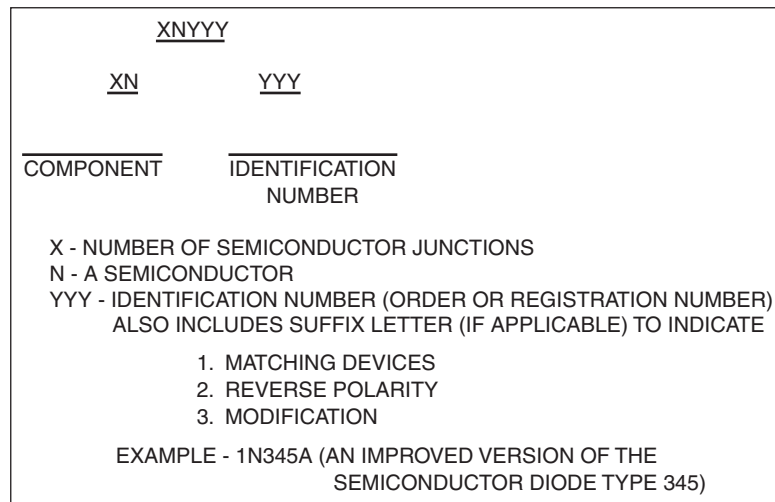 XNYYY
XN YYY
COMPONENT IDENTIFICATION
NUMBER
X - NUMBER OF SEMICONDUCTOR JUNCTIONS
N - A SEMICONDUCTOR
YYY - IDENTIFICATION NUMBER (ORDER OR REGISTRATION NUMBER)
ALSO INCLUDES SUFFIX LETTER (IF APPLICABLE) TO INDICATE
1. MATCHING DEVICES
2. REVERSE POLARITY
3. MODIFICATION
EXAMPLE - 1N345A (AN IMPROVED VERSION OF THE
SEMICONDUCTOR DIODE TYPE 345)